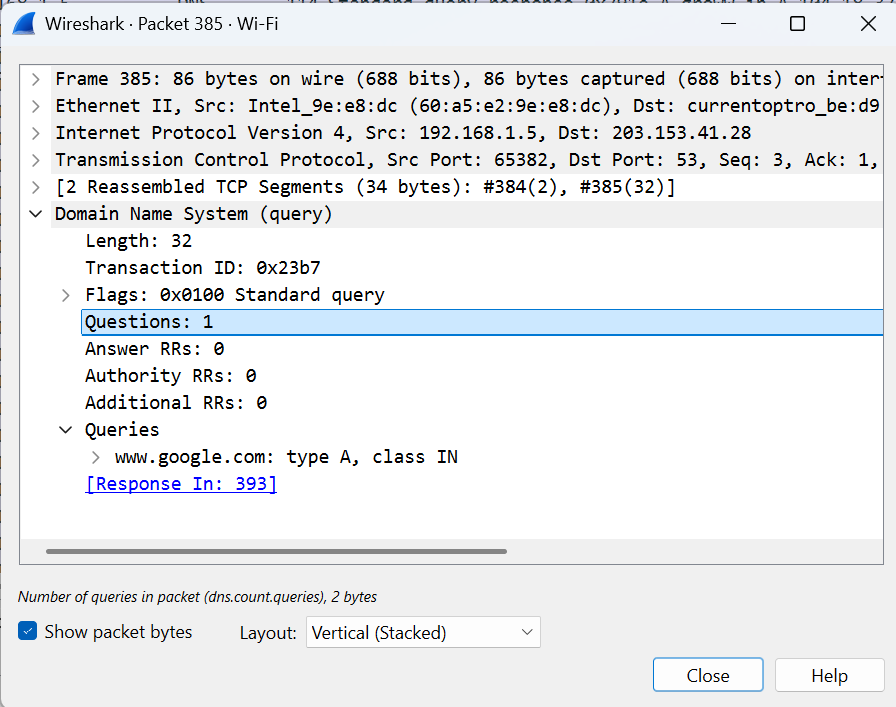 Wireshark · Packet 385 · Wi-Fi
Frame 385: 86 bytes on wire (688 bits), 86 bytes captured (688 bits) on inter
Ethernet II, Src: Intel_9e:e8:dc (60:a5:e2:9e:e8:dc), Dst: currentoptro_be:d9
Internet Protocol Version 4, Src: 192.168.1.5, Dst: 203.153.41.28
Transmission Control Protocol, Src Port: 65382, Dst Port: 53, Seq: 3, Ack: 1,
[2 Reassembled TCP Segments (34 bytes): #384(2), #385(32)]
Domain Name System (query)
Length: 32
Transaction ID: 0x23b7
Flags: 0x0100 Standard query
Questions: 1
Answer RRs: 0
Authority RRs: 0
Additional RRs: 0
Queries
www.google.com: type A, class IN
[Response In: 393]
Number of queries in packet (dns.count.queries), 2 bytes
Show packet bytes
Layout: Vertical (Stacked)
Close Help